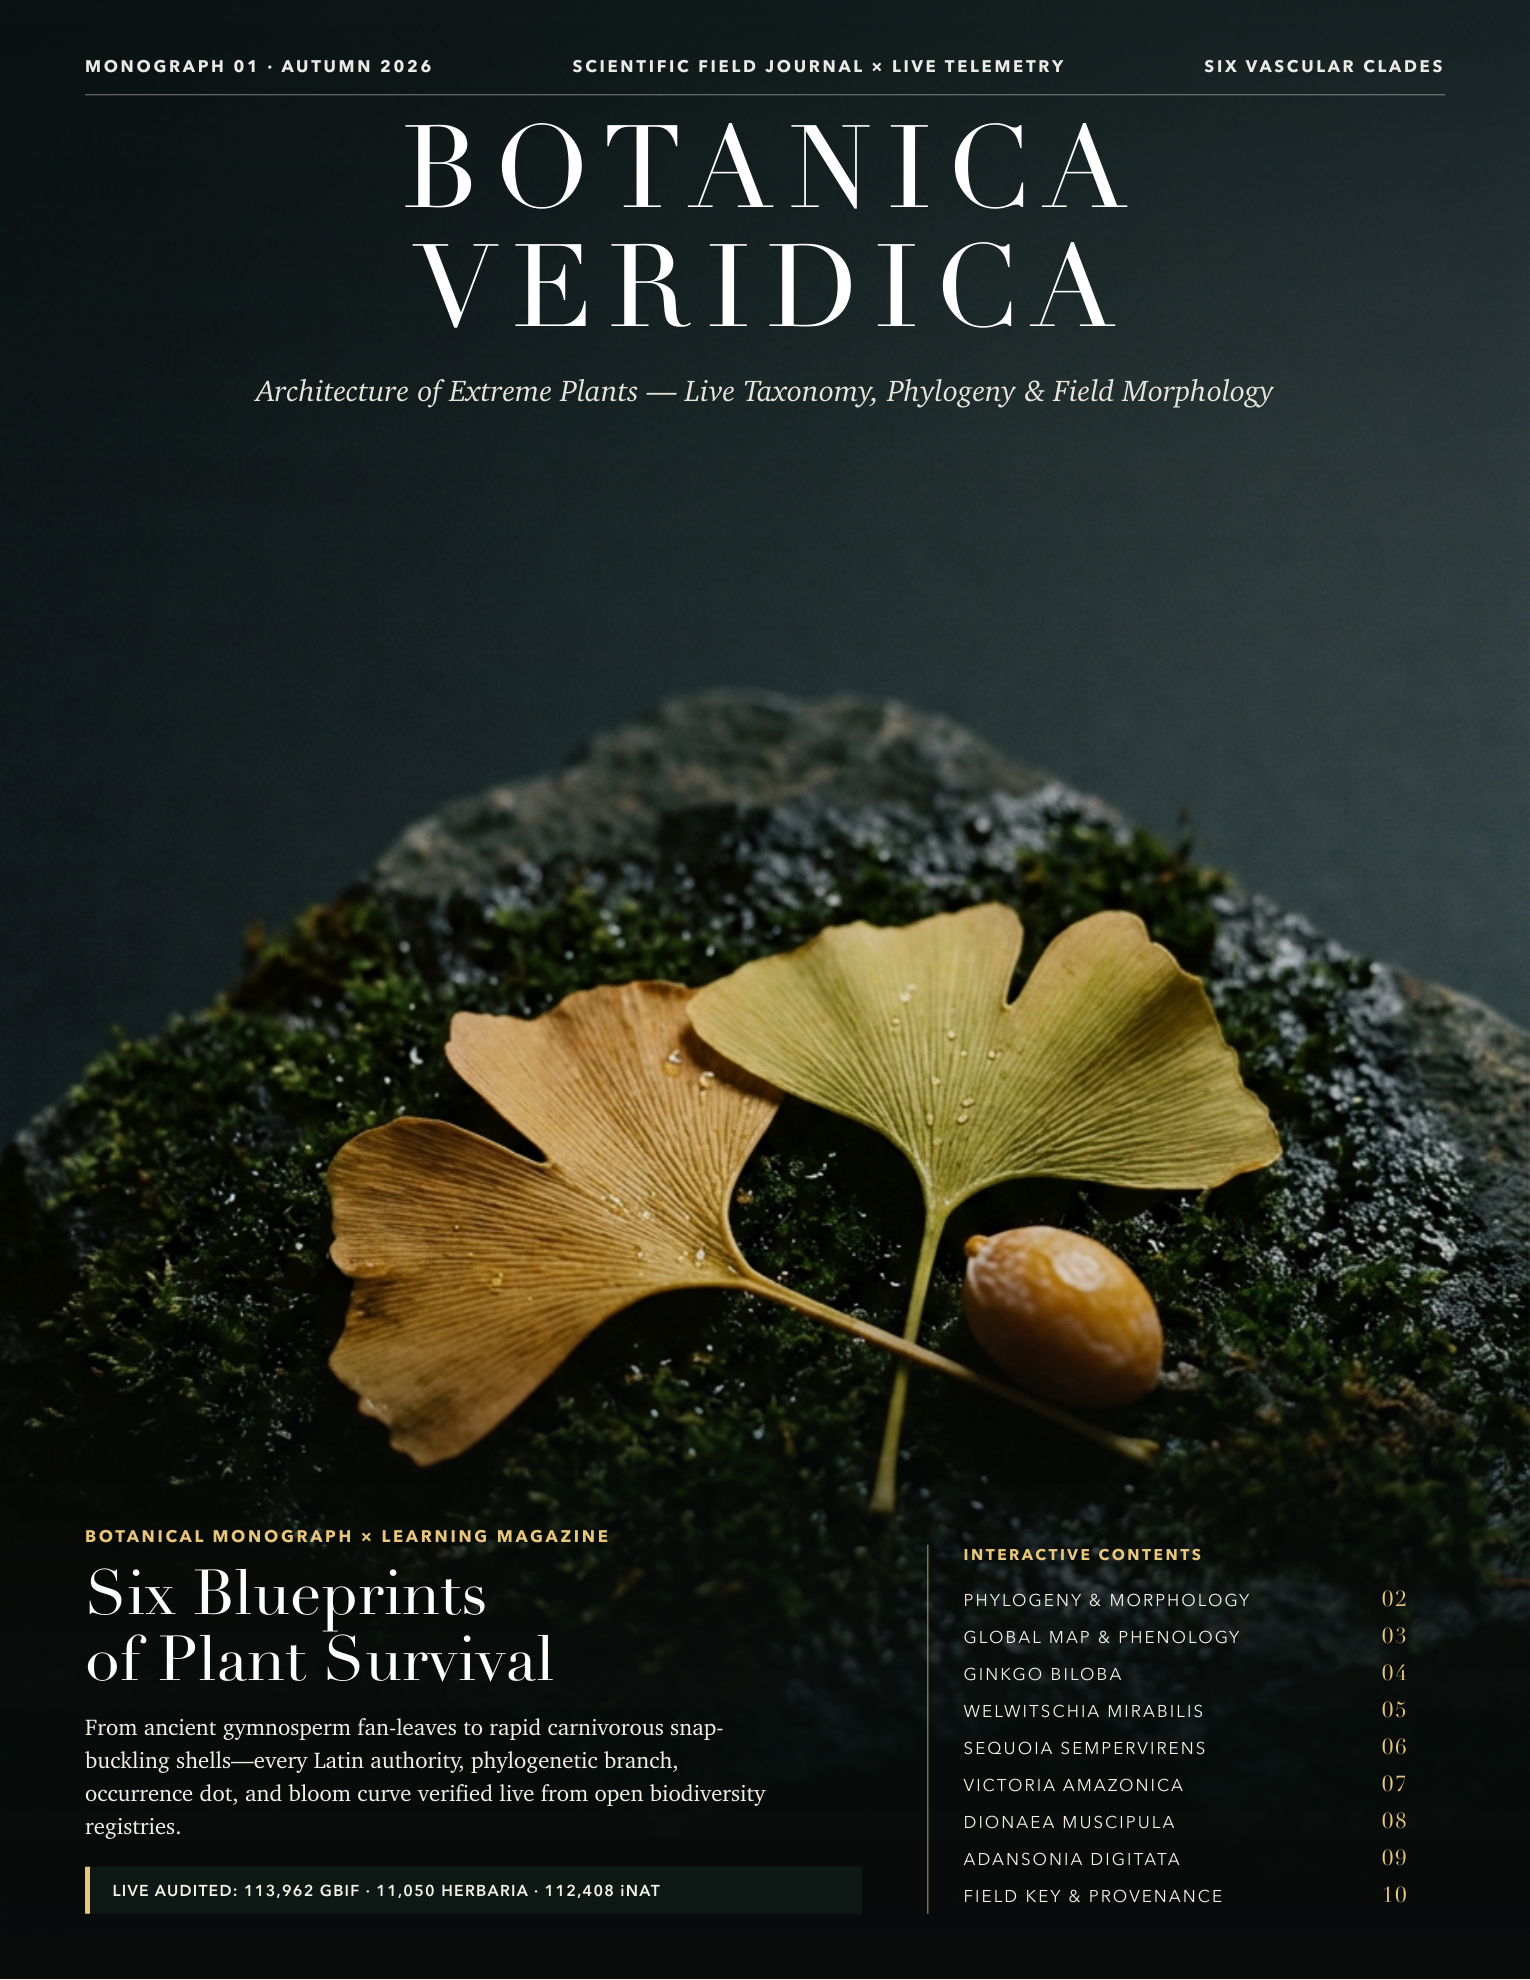 MONOGRAPH 01 · AUTUMN 2026
SCIENTIFIC FIELD JOURNAL × LIVE TELEMETRY
SIX VASCULAR CLADES
BOTANICA
VERIDICA
Architecture of Extreme Plants — Live Taxonomy, Phylogeny & Field Morphology
BOTANICAL MONOGRAPH × LEARNING MAGAZINE
Six Blueprints
of Plant Survival
From ancient gymnosperm fan-leaves to rapid carnivorous snap-
buckling shells—every Latin authority, phylogenetic branch,
occurrence dot, and bloom curve verified live from open biodiversity
registries.
LIVE AUDITED: 113,962 GBIF · 11,050 HERBARIA · 112,408 iNAT
INTERACTIVE CONTENTS
PHYLOGENY & MORPHOLOGY 02
GLOBAL MAP & PHENOLOGY 03
GINKGO BILOBA 04
WELWITSCHIA MIRABILIS 05
SEQUOIA SEMPERVIRENS 06
VICTORIA AMAZONICA 07
DIONAEA MUSCIPULA 08
ADANSONIA DIGITATA 09
FIELD KEY & PROVENANCE 10